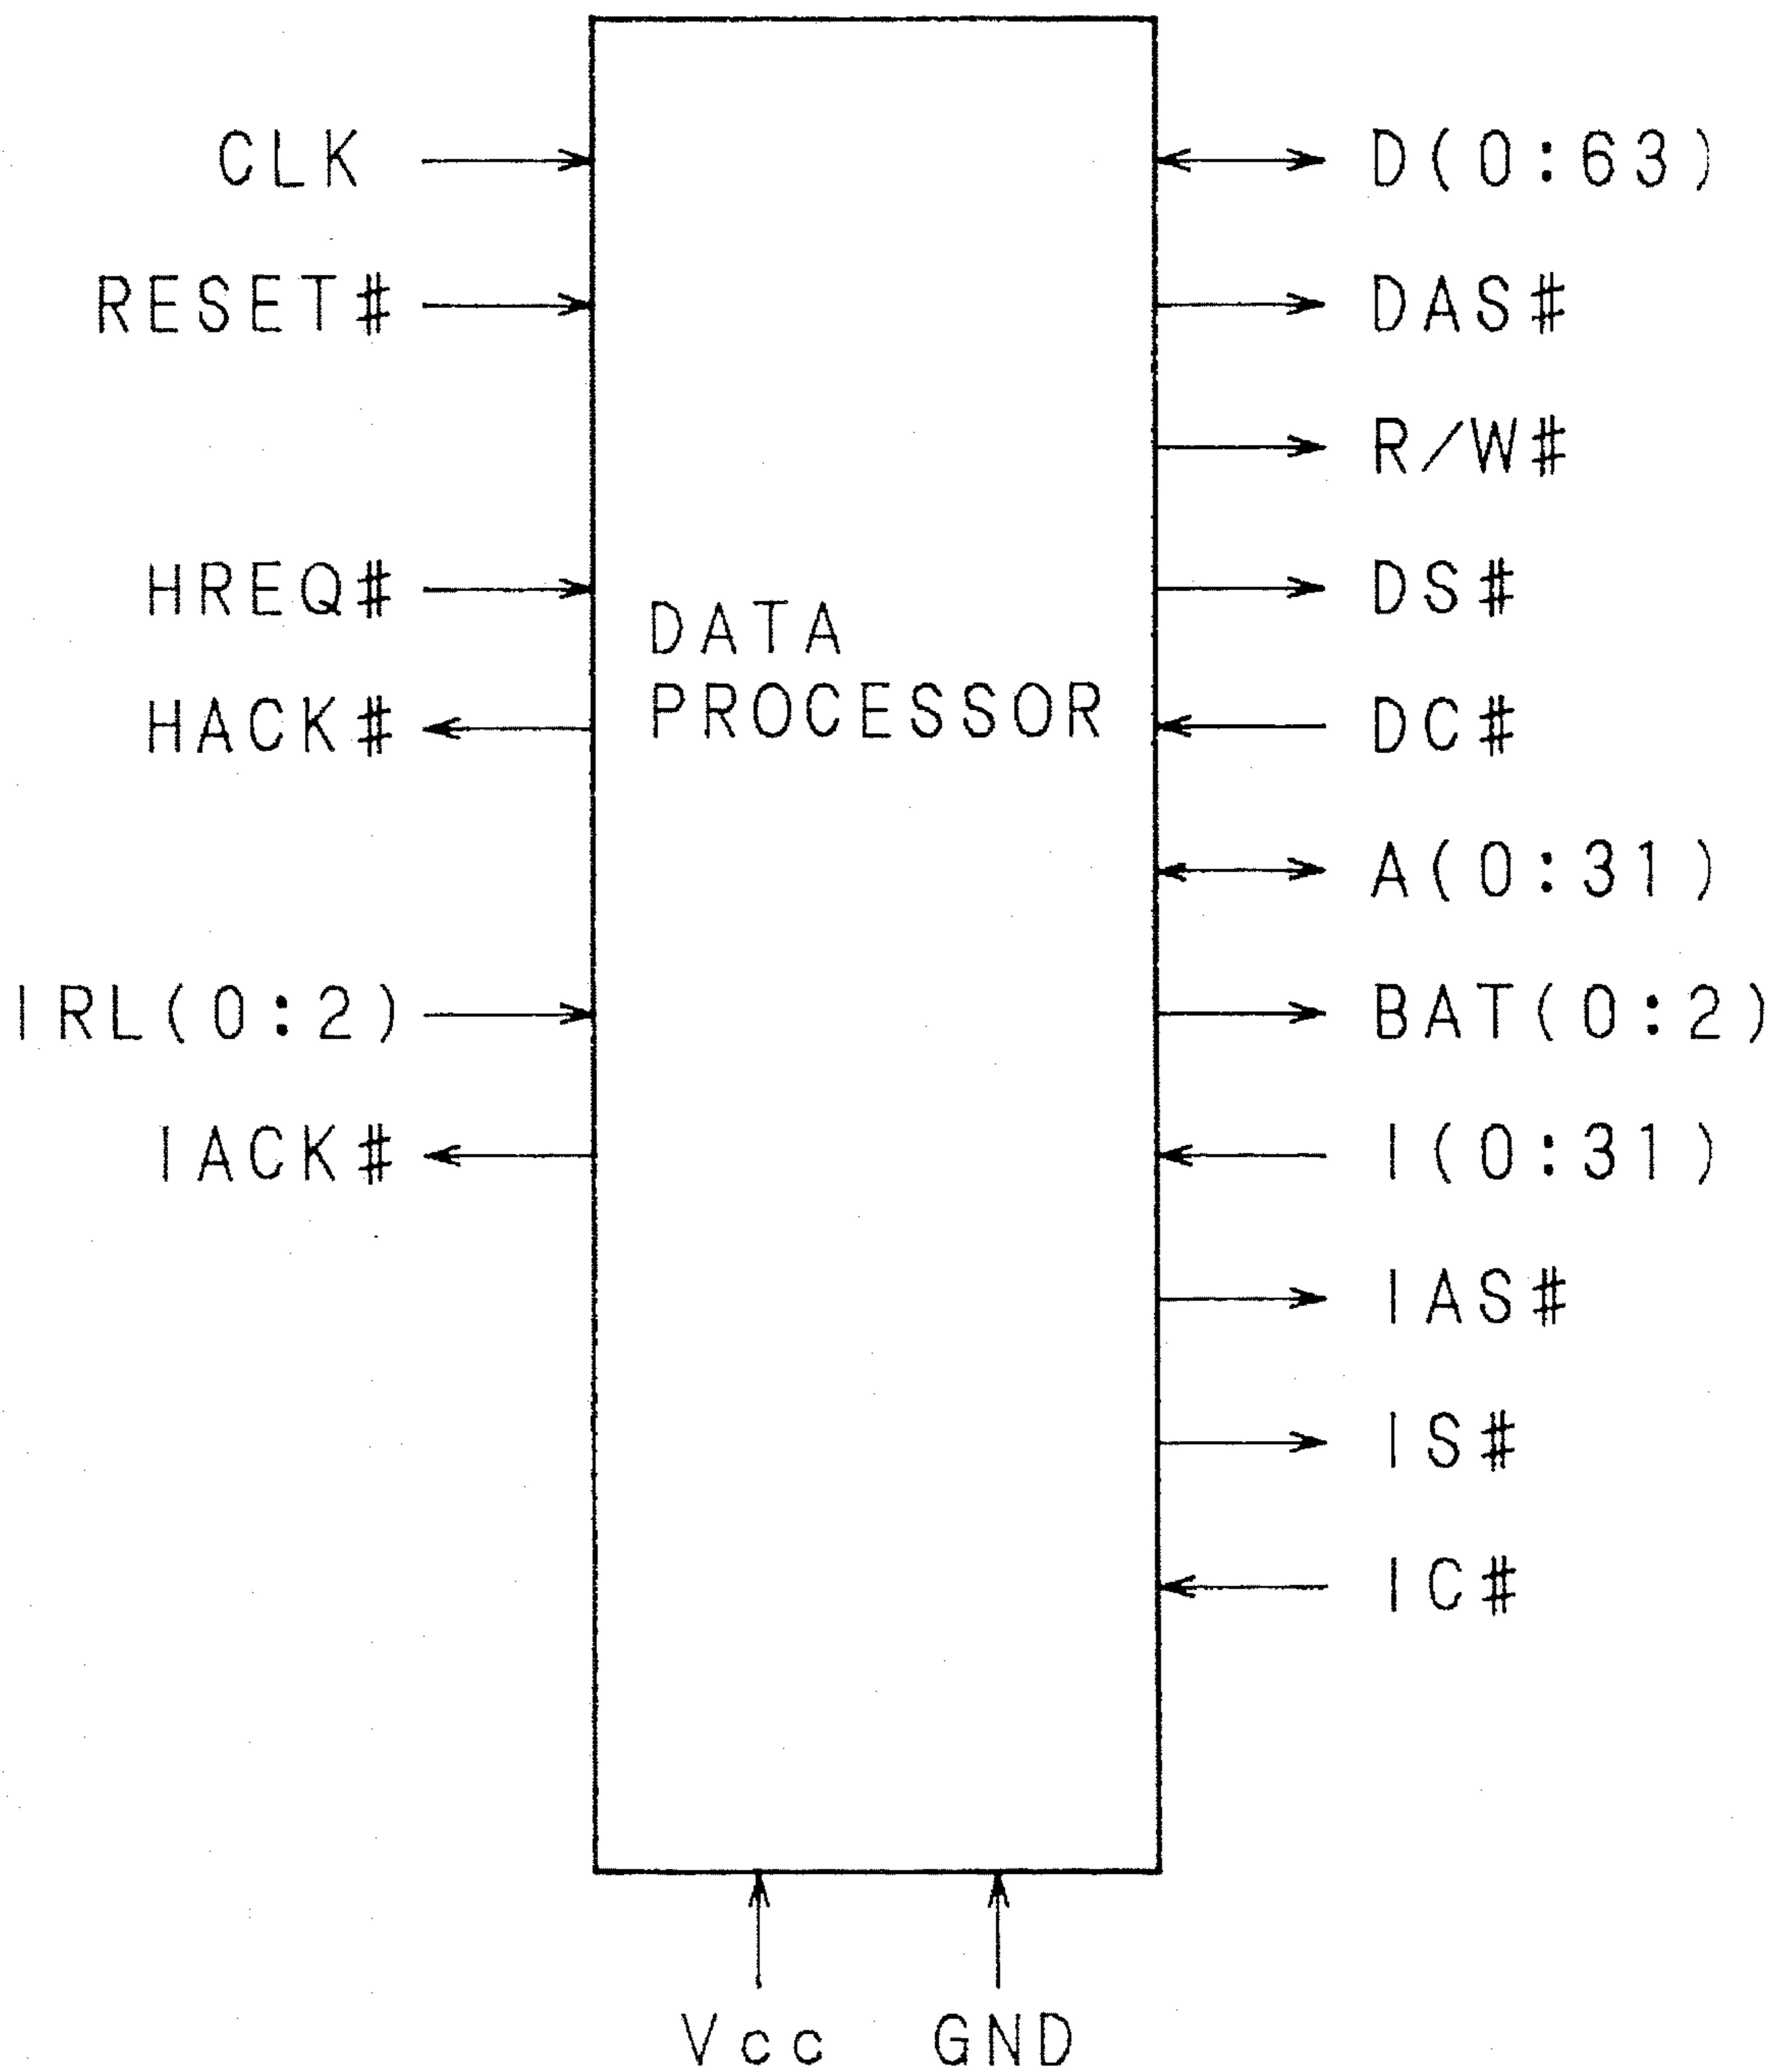 CLK
RESET#
HREQ#
HACK#
IRL(0:2)
IACK#
DATA
PROCESSOR
D(0:63)
DAS#
R/W#
DS#
DC#
A(0:31)
BAT(0:2)
I(0:31)
IAS#
IS#
IC#
Vcc GND